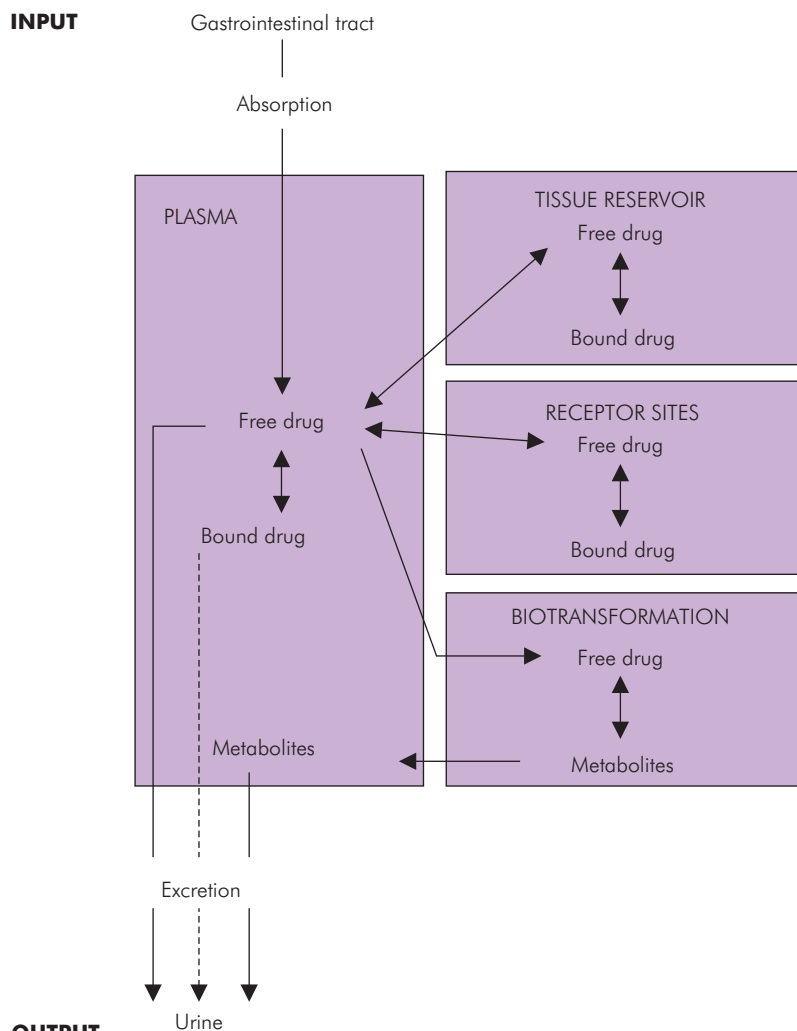 INPUT
Gastrointestinal tract
Absorption
PLASMA
Free drug
Bound drug
Metabolites
TISSUE RESERVOIR
Free drug
Bound drug
RECEPTOR SITES
Free drug
Bound drug
BIOTRANSFORMATION
Free drug
Metabolites
Excretion
Urine
OUTPUT